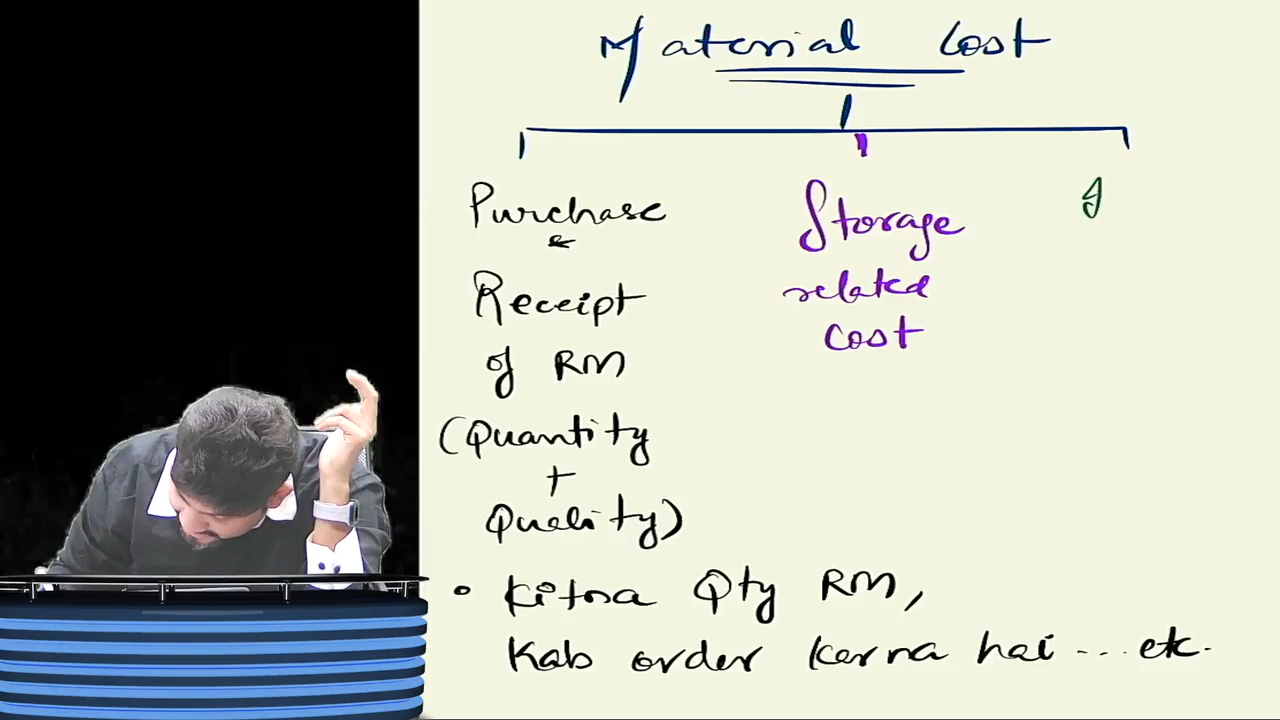 Material Cost
Purchase
&
Receipt
of RM
(Quantity
+
Quality)
Storage
related
cost
• Kitna Qty RM,
Kab order karna hai ... etc.